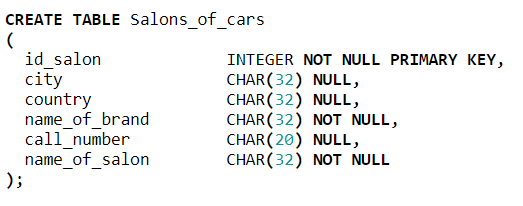 CREATE TABLE Salons_of_cars
(
id_salon INTEGER NOT NULL PRIMARY KEY,
city CHAR(32) NULL,
country CHAR(32) NULL,
name_of_brand CHAR(32) NOT NULL,
call_number CHAR(20) NULL,
name_of_salon CHAR(32) NOT NULL
);